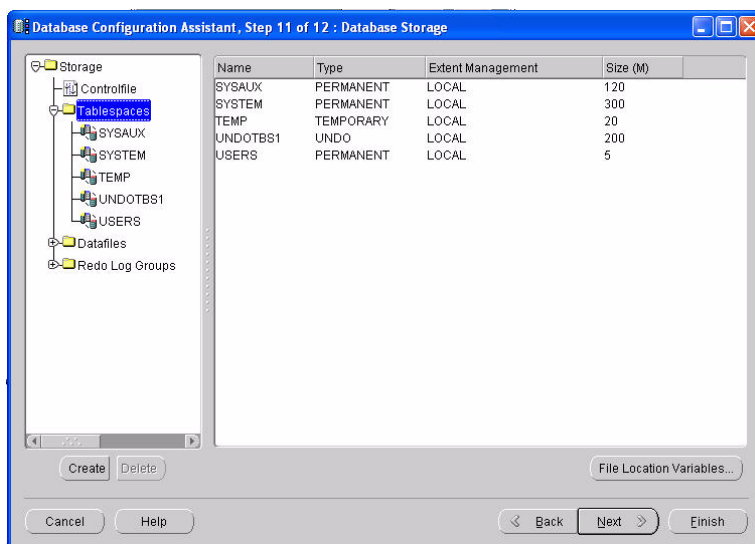 Database Configuration Assistant, Step 11 of 12 : Database Storage
Storage
Controlfile
Tablespaces
SYSAUX
SYSTEM
TEMP
UNDOTBS1
USERS
Datafiles
Redo Log Groups
Name Type Extent Management Size (M)
SYSAUX PERMANENT LOCAL 120
SYSTEM PERMANENT LOCAL 300
TEMP TEMPORARY LOCAL 20
UNDOTBS1 UNDO LOCAL 200
USERS PERMANENT LOCAL 5
Create Delete File Location Variables...
Cancel Help Back Next Finish